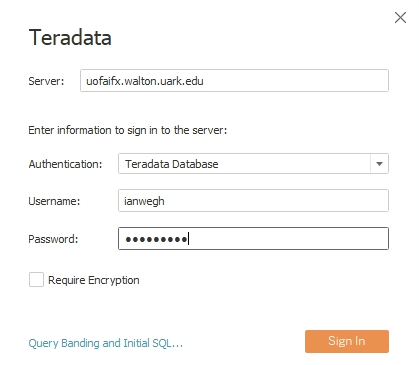 Teradata
Server: uofaifx.walton.uark.edu
Enter information to sign in to the server:
Authentication: Teradata Database
Username: ianwegh
Password: ●●●●●●●●●
Require Encryption
Query Banding and Initial SQL... Sign In